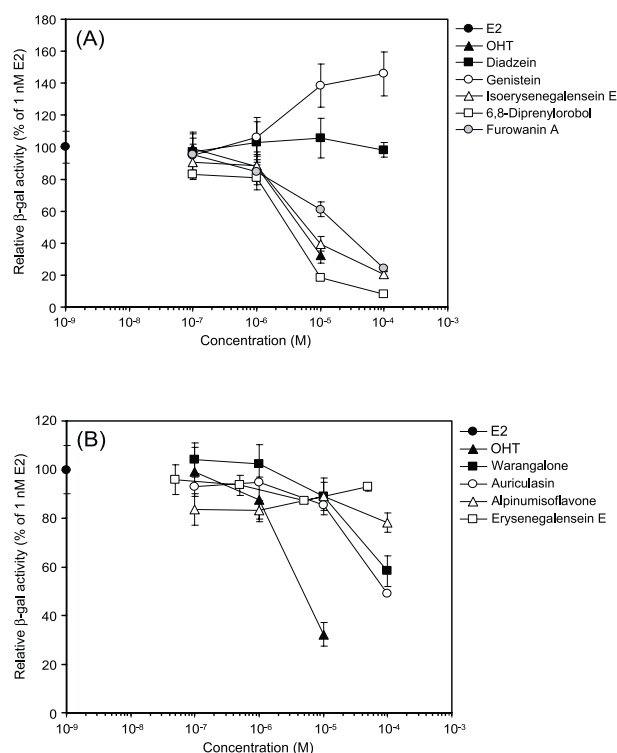 (A)
Relative β-gal activity (% of 1 nM E2)
180
160
140
120
100
80
60
40
20
0
10-9
10-8
10-7
10-6
10-5
10-4
10-3
Concentration (M)
E2
OHT
Diadzein
Genistein
Isoerysenegalensein E
6,8-Diprenylorobol
Furowanin A
(B)
Relative β-gal activity (% of 1 nM E2)
120
100
80
60
40
20
0
10-9
10-8
10-7
10-6
10-5
10-4
10-3
Concentration (M)
E2
OHT
Warangalone
Auriculasin
Alpinumisoflavone
Erysenegalensein E